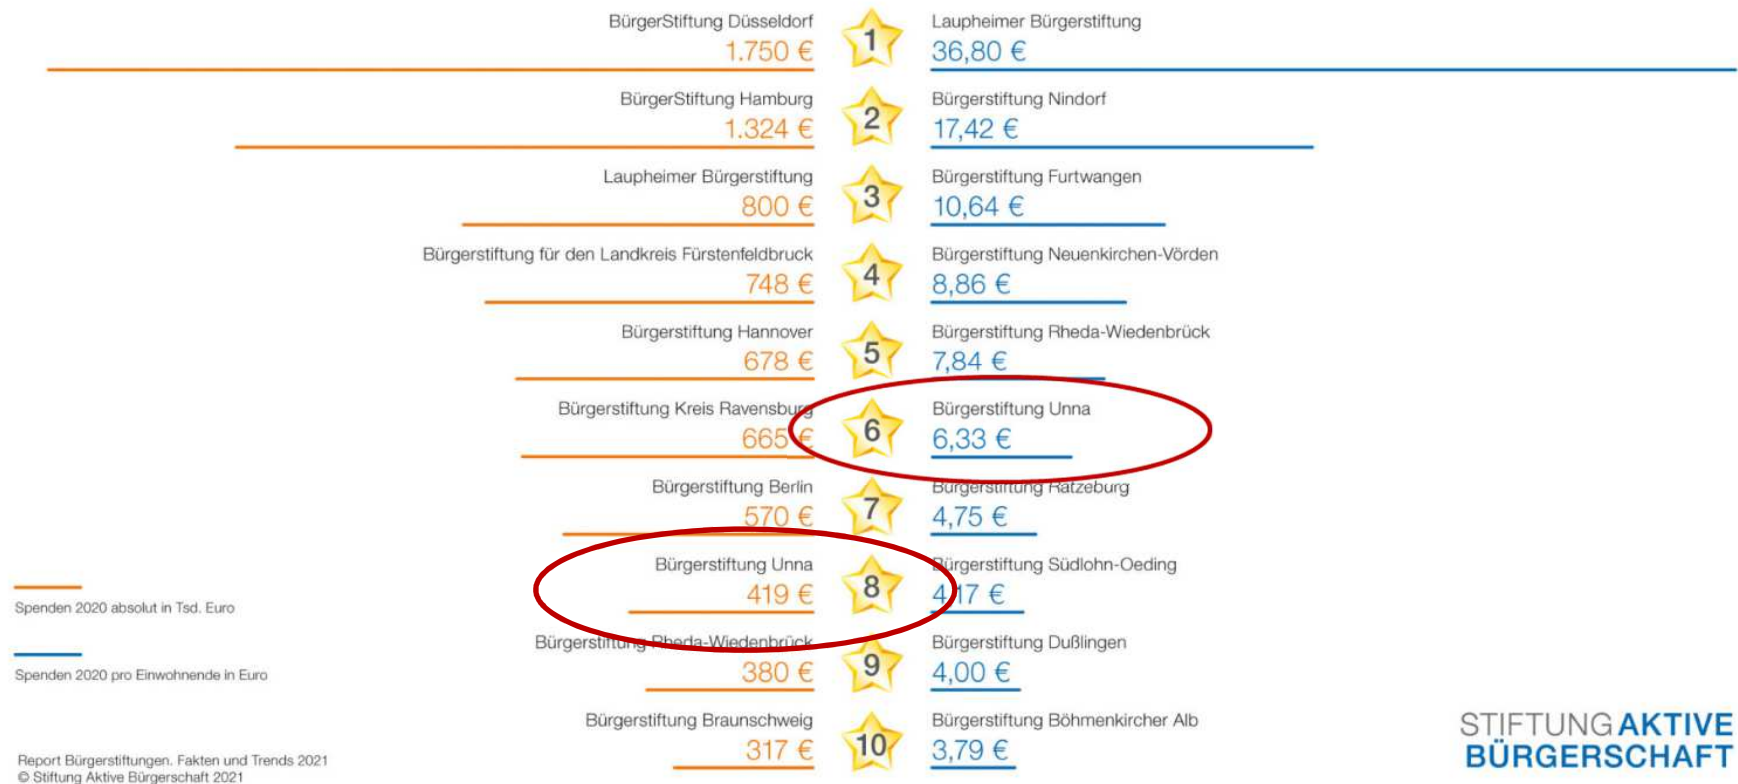 BürgerStiftung Düsseldorf
1.750 €
1
Laupheimer Bürgerstiftung
36,80 €
BürgerStiftung Hamburg
1.324 €
2
Bürgerstiftung Nindorf
17,42 €
Laupheimer Bürgerstiftung
800 €
3
Bürgerstiftung Furtwangen
10,64 €
Bürgerstiftung für den Landkreis Fürstenfeldbruck
748 €
4
Bürgerstiftung Neuenkirchen-Vörden
8,86 €
Bürgerstiftung Hannover
678 €
5
Bürgerstiftung Rheda-Wiedenbrück
7,84 €
Bürgerstiftung Kreis Ravensburg
665 €
6
Bürgerstiftung Unna
6,33 €
Bürgerstiftung Berlin
570 €
7
Bürgerstiftung Ratzeburg
4,75 €
Bürgerstiftung Unna
419 €
8
Bürgerstiftung Südlohn-Oeding
4,17 €
Bürgerstiftung Rheda-Wiedenbrück
380 €
9
Bürgerstiftung Dußlingen
4,00 €
Bürgerstiftung Braunschweig
317 €
10
Bürgerstiftung Böhmenkircher Alb
3,79 €
Spenden 2020 absolut in Tsd. Euro
Spenden 2020 pro Einwohnende in Euro
Report Bürgerstiftungen. Fakten und Trends 2021
© Stiftung Aktive Bürgerschaft 2021
STIFTUNG AKTIVE
BÜRGERSCHAFT